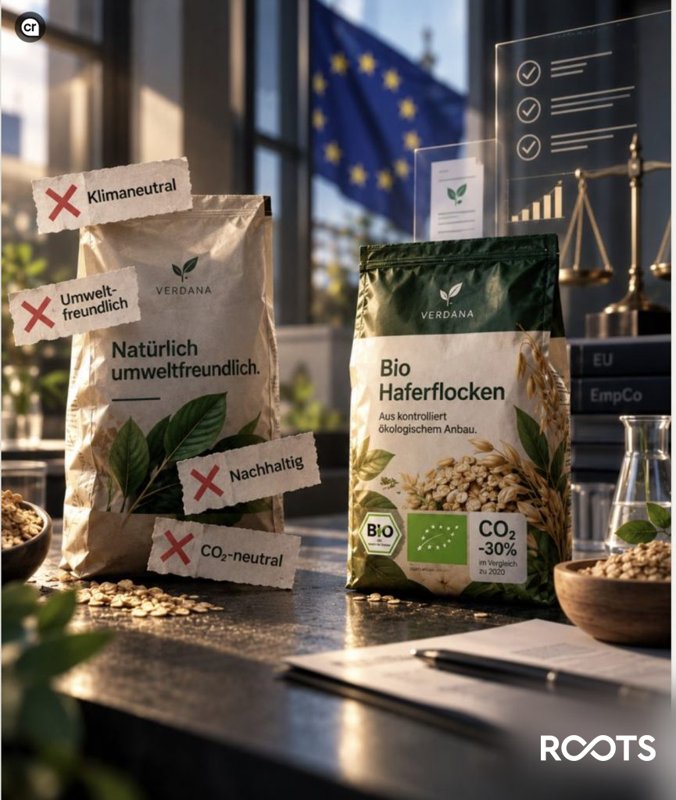 cr
Klimaneutral
Umwelt-
freundlich
VERDANA
Natürlich
umweltfreundlich.
Nachhaltig
CO₂-neutral
VERDANA
Bio
Haferflocken
Aus kontrolliert
ökologischem Anbau.
BIO
CO₂
-30%
im Vergleich
zu 2020
EU
EmpCo
ROOTS